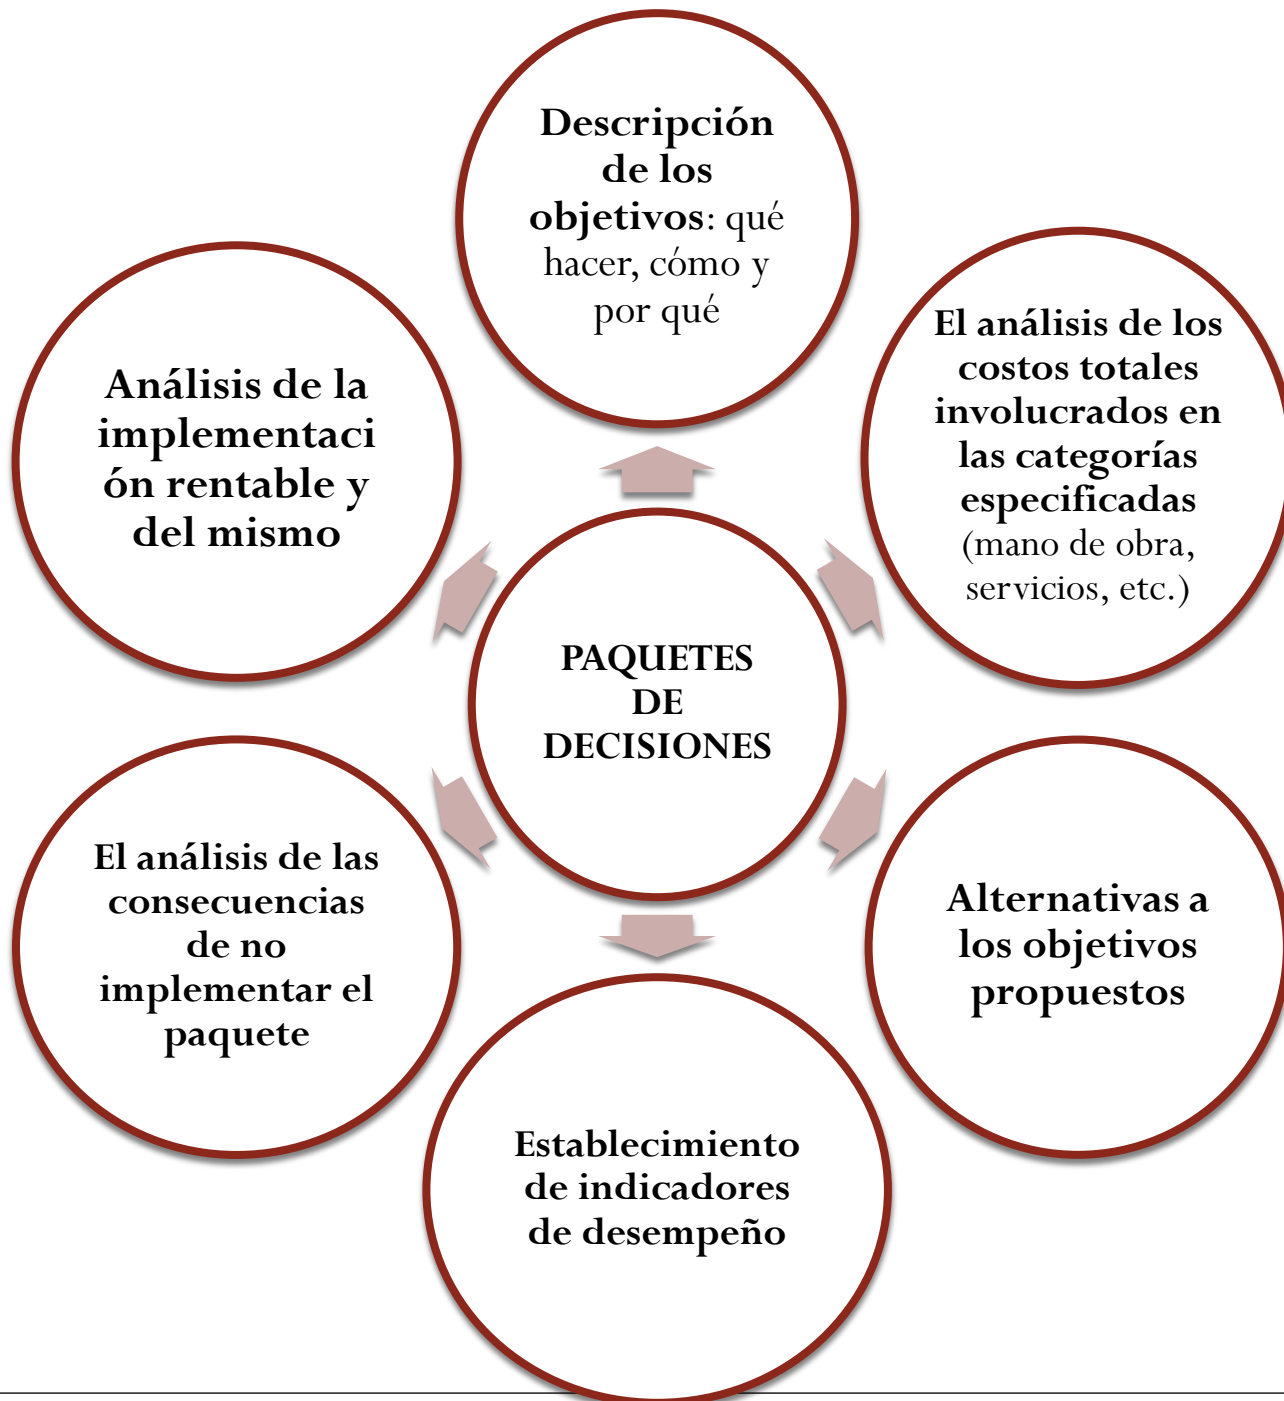 Descripción
de los
objetivos: qué
hacer, cómo y
por qué
El análisis de los
costos totales
involucrados en
las categorías
especificadas
(mano de obra,
servicios, etc.)
Alternativas a
los objetivos
propuestos
Establecimiento
de indicadores
de desempeño
El análisis de las
consecuencias
de no
implementar el
paquete
Análisis de la
implementaci
ón rentable y
del mismo
PAQUETES
DE
DECISIONES